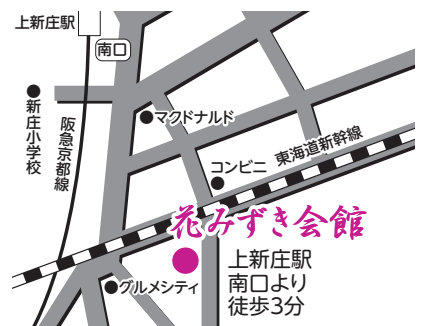 上新庄駅
南口
マクドナルド
新庄小学校
阪急京都線
東海道新幹線
コンビニ
花みずき会館
上新庄駅
南口より
徒歩3分
グルメシティ